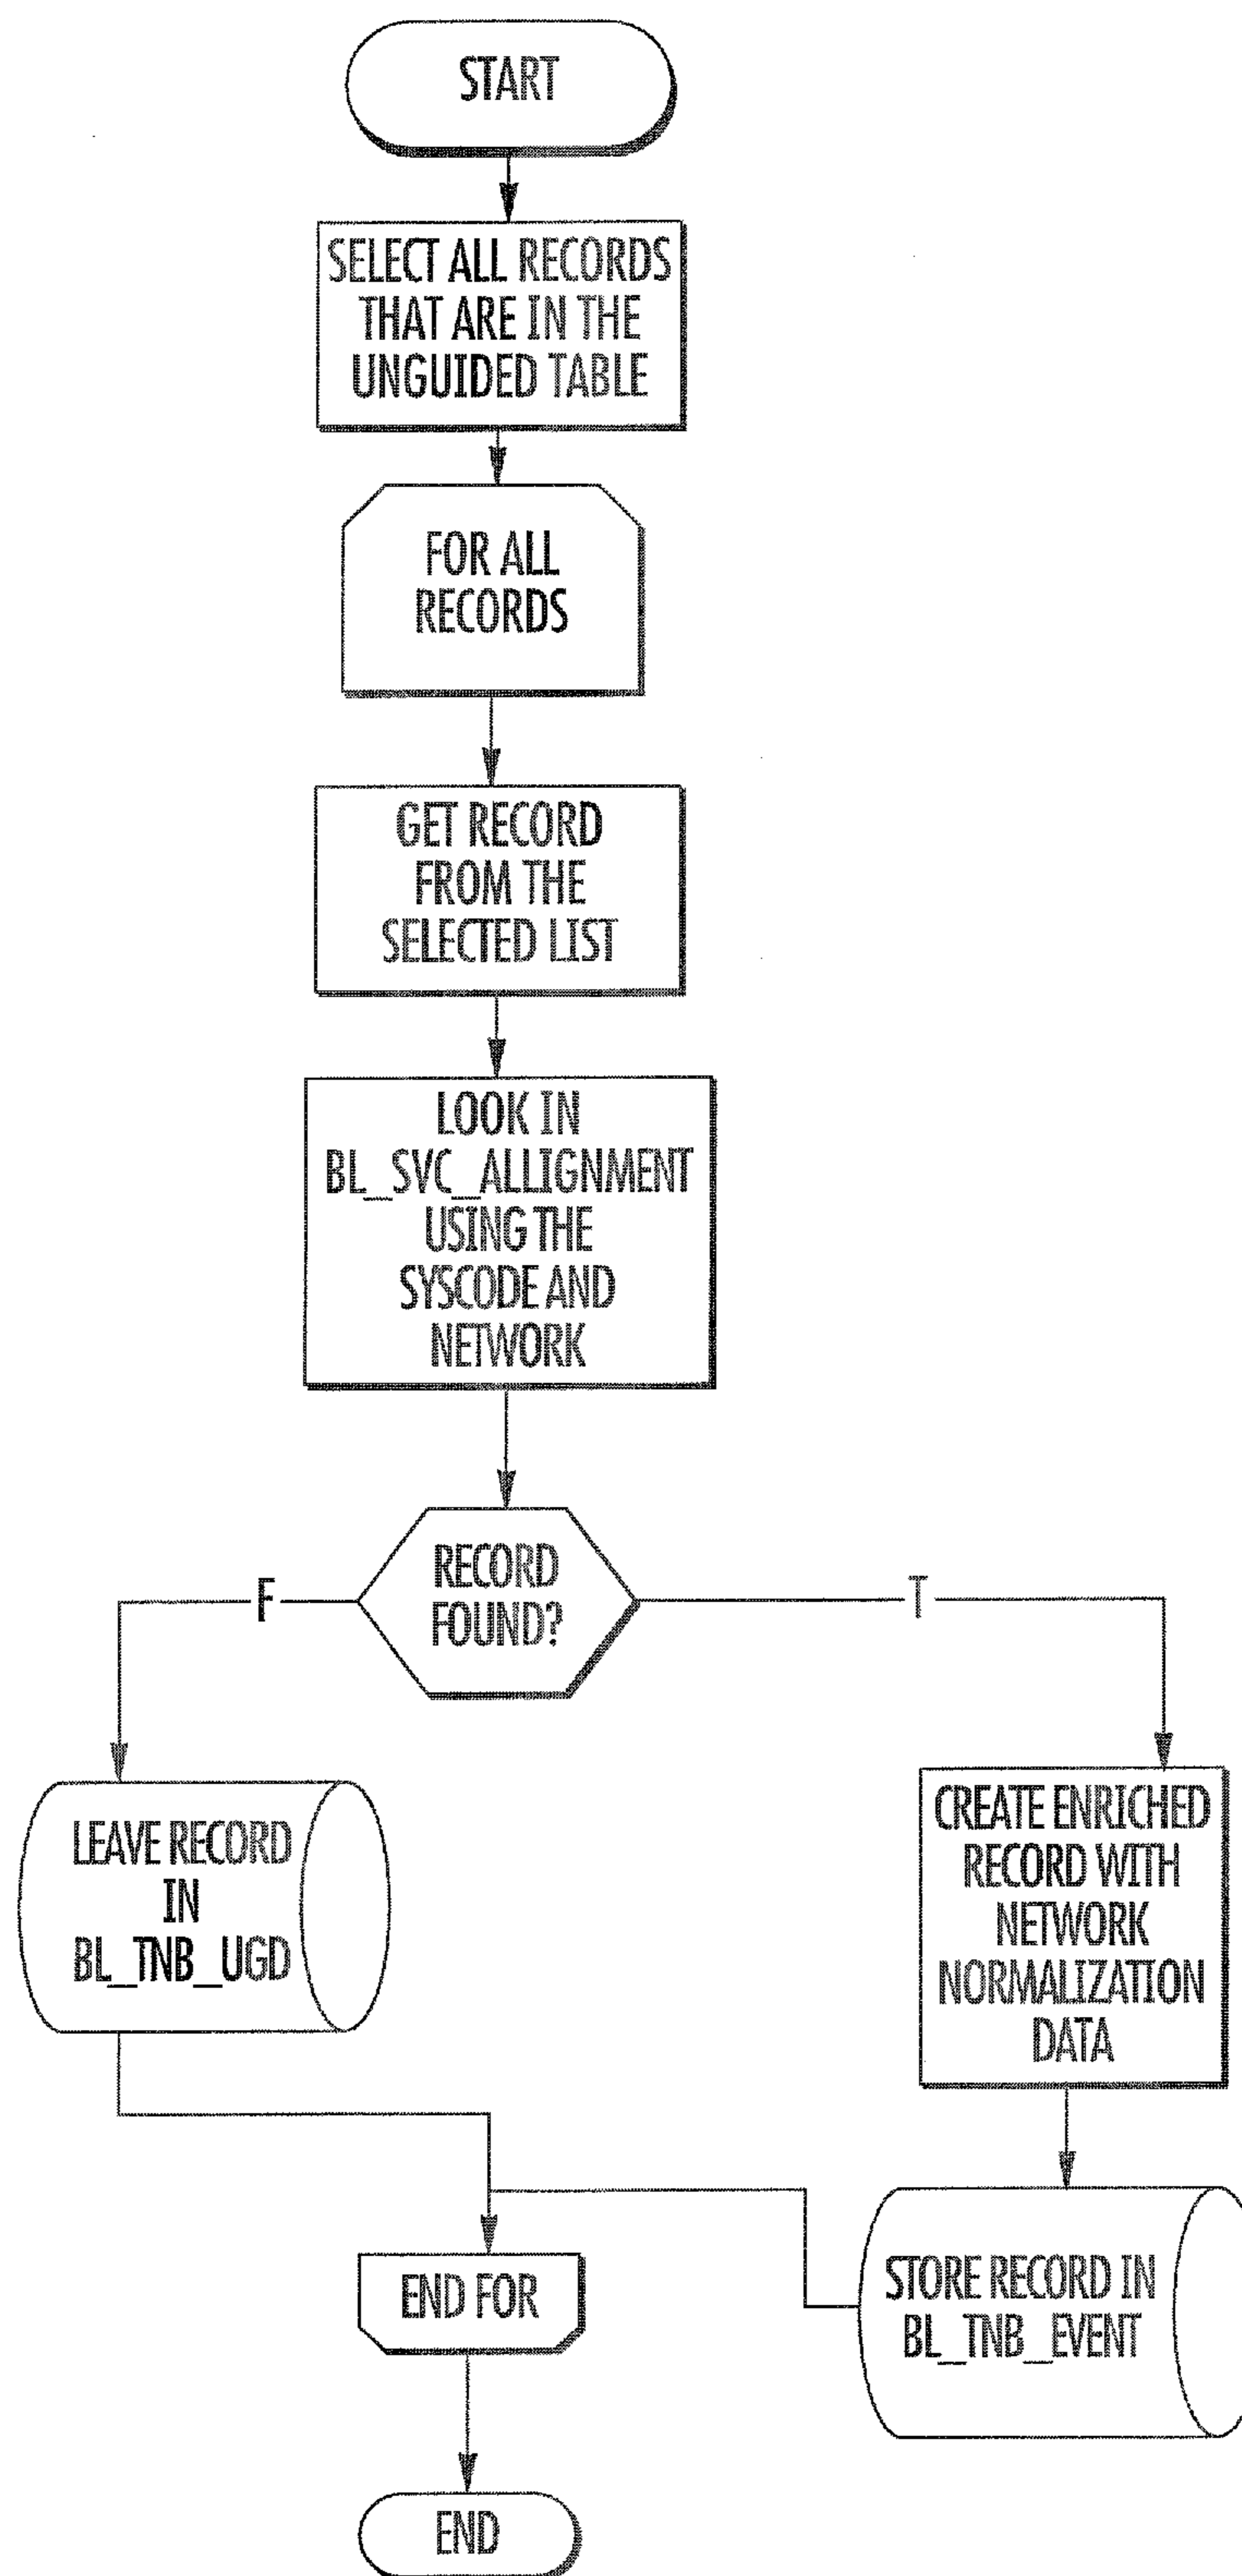 START
SELECT ALL RECORDS
THAT ARE IN THE
UNGUIDED TABLE
FOR ALL
RECORDS
GET RECORD
FROM THE
SELECTED LIST
LOOK IN
BL_SVC_ALLIGNMENT
USING THE
SYSCODE AND
NETWORK
RECORD
FOUND?
F
T
LEAVE RECORD
IN
BL_TNB_UGD
CREATE ENRICHED
RECORD WITH
NETWORK
NORMALIZATION
DATA
STORE RECORD IN
BL_TNB_EVENT
END FOR
END